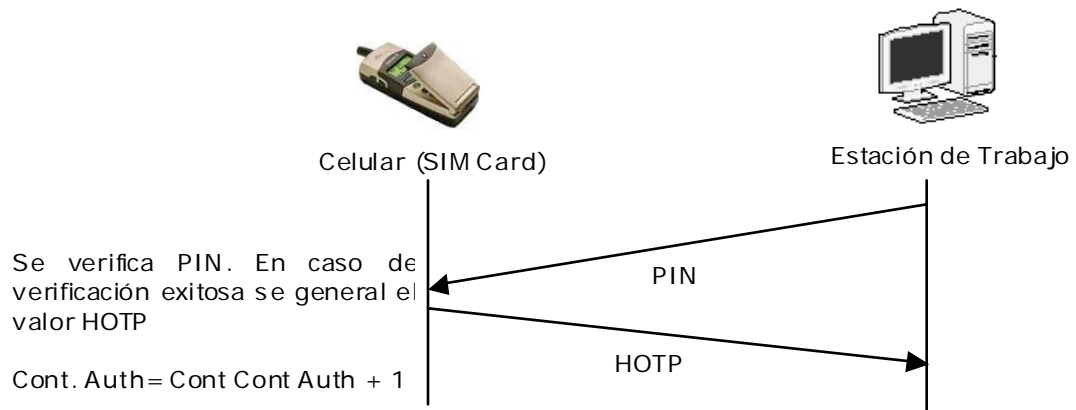 Celular (SIM Card)
Estación de Trabajo
Se verifica PIN. En caso de
verificación exitosa se general el
valor HOTP
Cont. Auth= Cont Cont Auth + 1
PIN
HOTP